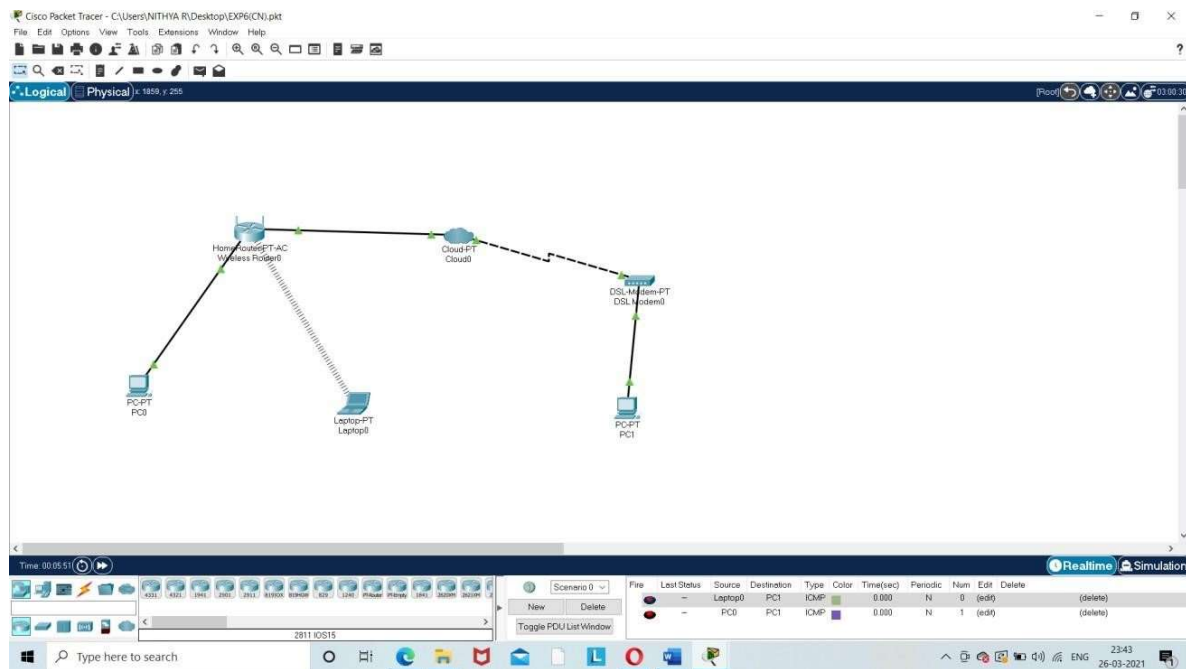 Cisco Packet Tracer - C:\Users\NITHYA R\Desktop\EXP6(CN).pkt
File Edit Options View Tools Extensions Window Help
?
Logical Physical x: 1859, y: 255 [Root] 03:00:30
HomeRouter-PT-AC
Wireless Router0
Cloud-PT
Cloud0
DSL-Modem-PT
DSL Modem0
PC-PT
PC0
Laptop-PT
Laptop0
PC-PT
PC1
Time: 00:05:51 Realtime Simulation
Scenario 0 Fire Last Status Source Destination Type Color Time(sec) Periodic Num Edit Delete
4331 4321 1941 2901 2911 819IOX 819HGW 829 1240 PT-Router PT-Empty 1841 2620XM 2621XM
-- Laptop0 PC1 ICMP 0.000 N 0 (edit) (delete)
New Delete
-- PC0 PC1 ICMP 0.000 N 1 (edit) (delete)
Toggle PDU List Window
2811 IOS15
Type here to search L O W ENG 23:43
26-03-2021